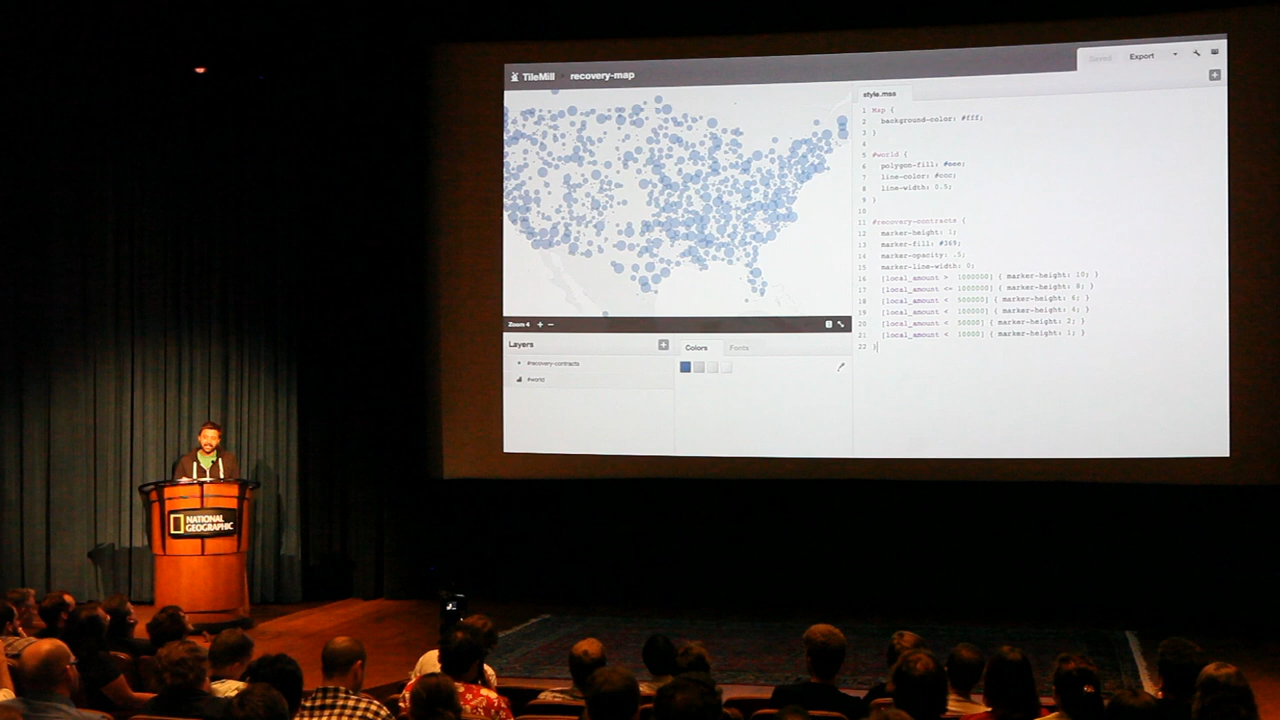 TileMill recovery-map
Saved Export
style.mss
1 Map {
2 background-color: #fff;
3 }
4
5 #world {
6 polygon-fill: #eee;
7 line-color: #ccc;
8 line-width: 0.5;
9 }
10
11 #recovery-contracts {
12 marker-height: 1;
13 marker-fill: #369;
14 marker-opacity: .5;
15 marker-line-width: 0;
16 [local_amount > 1000000] { marker-height: 10; }
17 [local_amount <= 1000000] { marker-height: 8; }
18 [local_amount < 500000] { marker-height: 6; }
19 [local_amount < 100000] { marker-height: 4; }
20 [local_amount < 50000] { marker-height: 2; }
21 [local_amount < 10000] { marker-height: 1; }
22 }
Zoom 4 + −
Layers
#recovery-contracts
#world
Colors Fonts
NATIONAL
GEOGRAPHIC